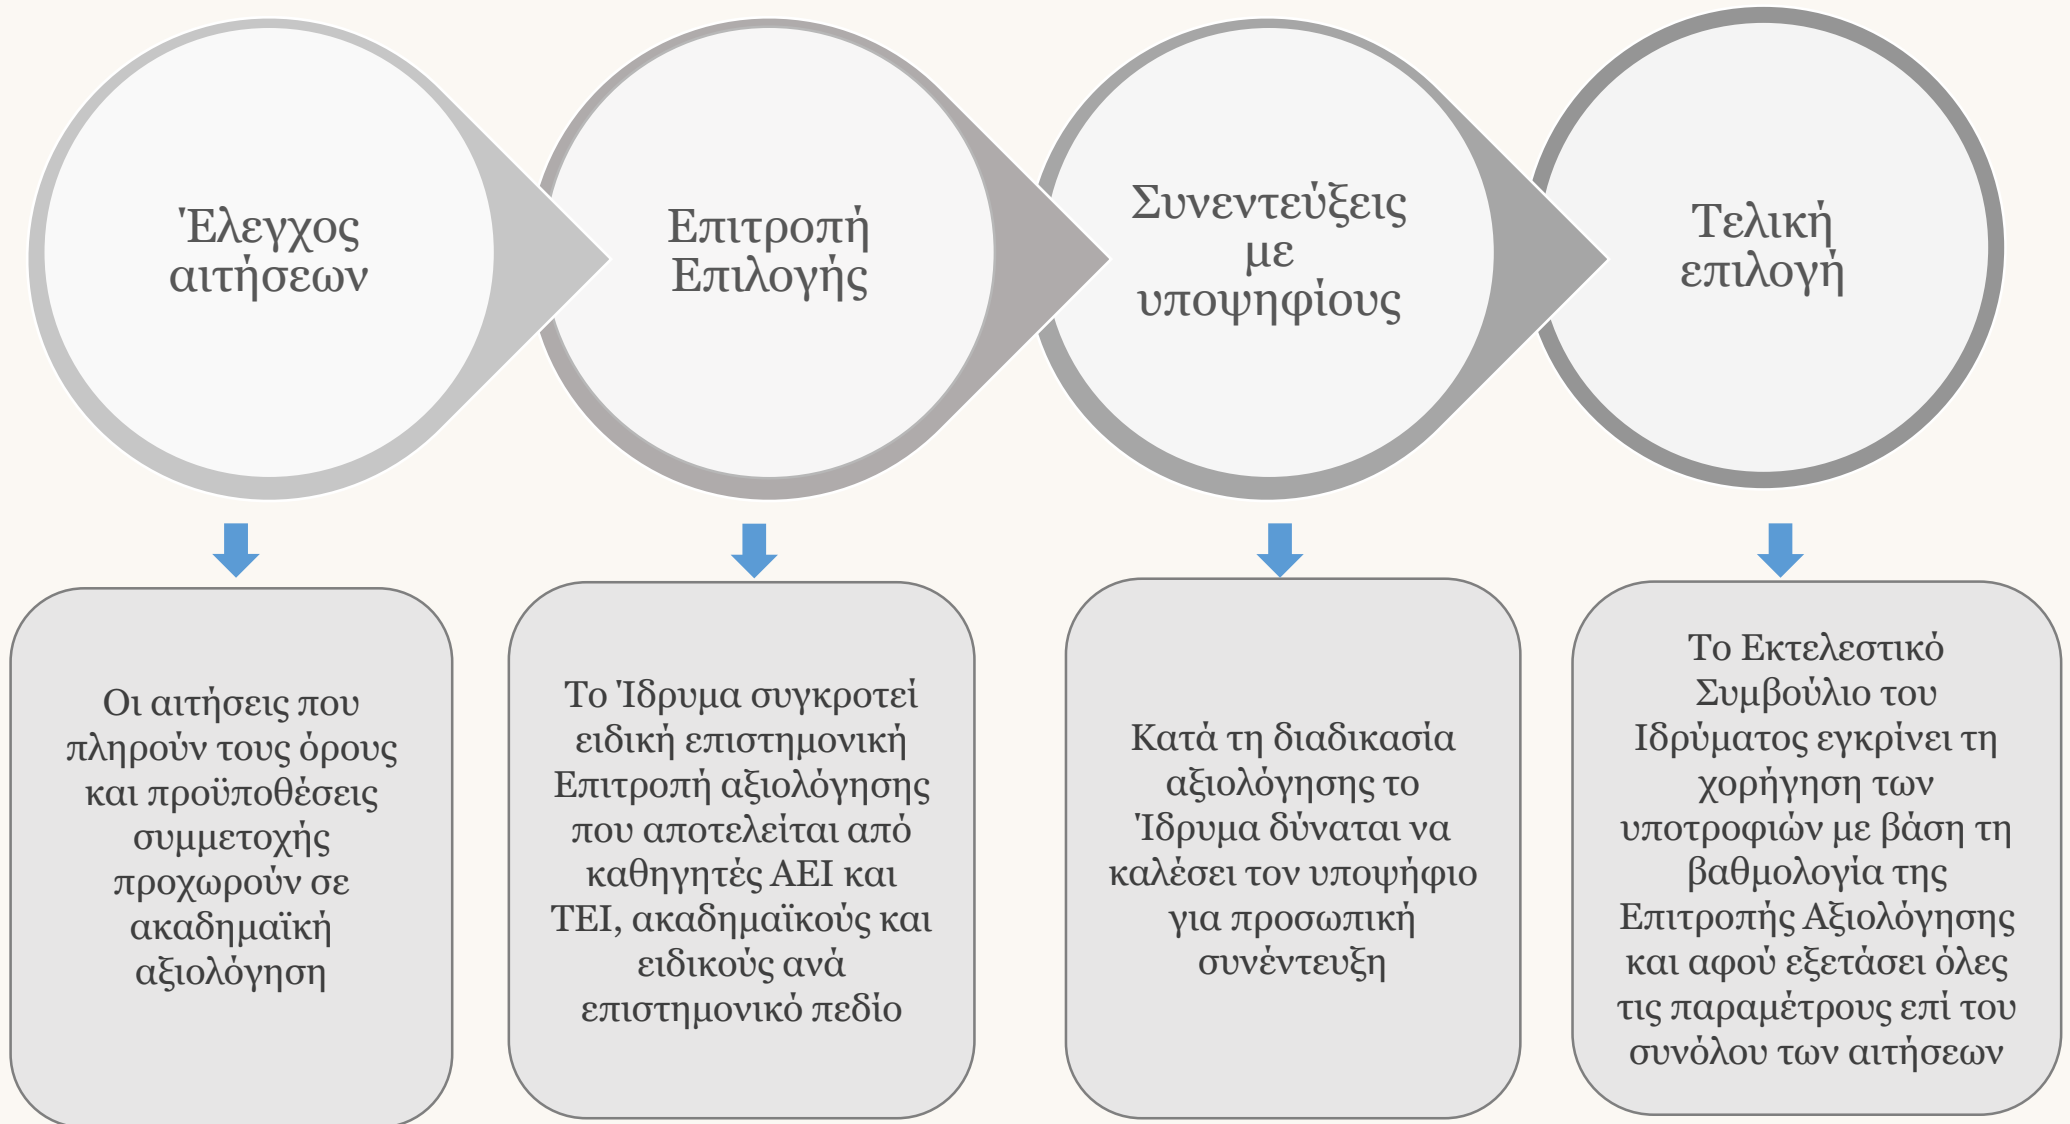 Έλεγχος
αιτήσεων
Επιτροπή
Επιλογής
Συνεντεύξεις
με
υποψηφίους
Τελική
επιλογή
Οι αιτήσεις που
πληρούν τους όρους
και προϋποθέσεις
συμμετοχής
προχωρούν σε
ακαδημαϊκή
αξιολόγηση
Το Ίδρυμα συγκροτεί
ειδική επιστημονική
Επιτροπή αξιολόγησης
που αποτελείται από
καθηγητές ΑΕΙ και
ΤΕΙ, ακαδημαϊκούς και
ειδικούς ανά
επιστημονικό πεδίο
Κατά τη διαδικασία
αξιολόγησης το
Ίδρυμα δύναται να
καλέσει τον υποψήφιο
για προσωπική
συνέντευξη
Το Εκτελεστικό
Συμβούλιο του
Ιδρύματος εγκρίνει τη
χορήγηση των
υποτροφιών με βάση τη
βαθμολογία της
Επιτροπής Αξιολόγησης
και αφού εξετάσει όλες
τις παραμέτρους επί του
συνόλου των αιτήσεων